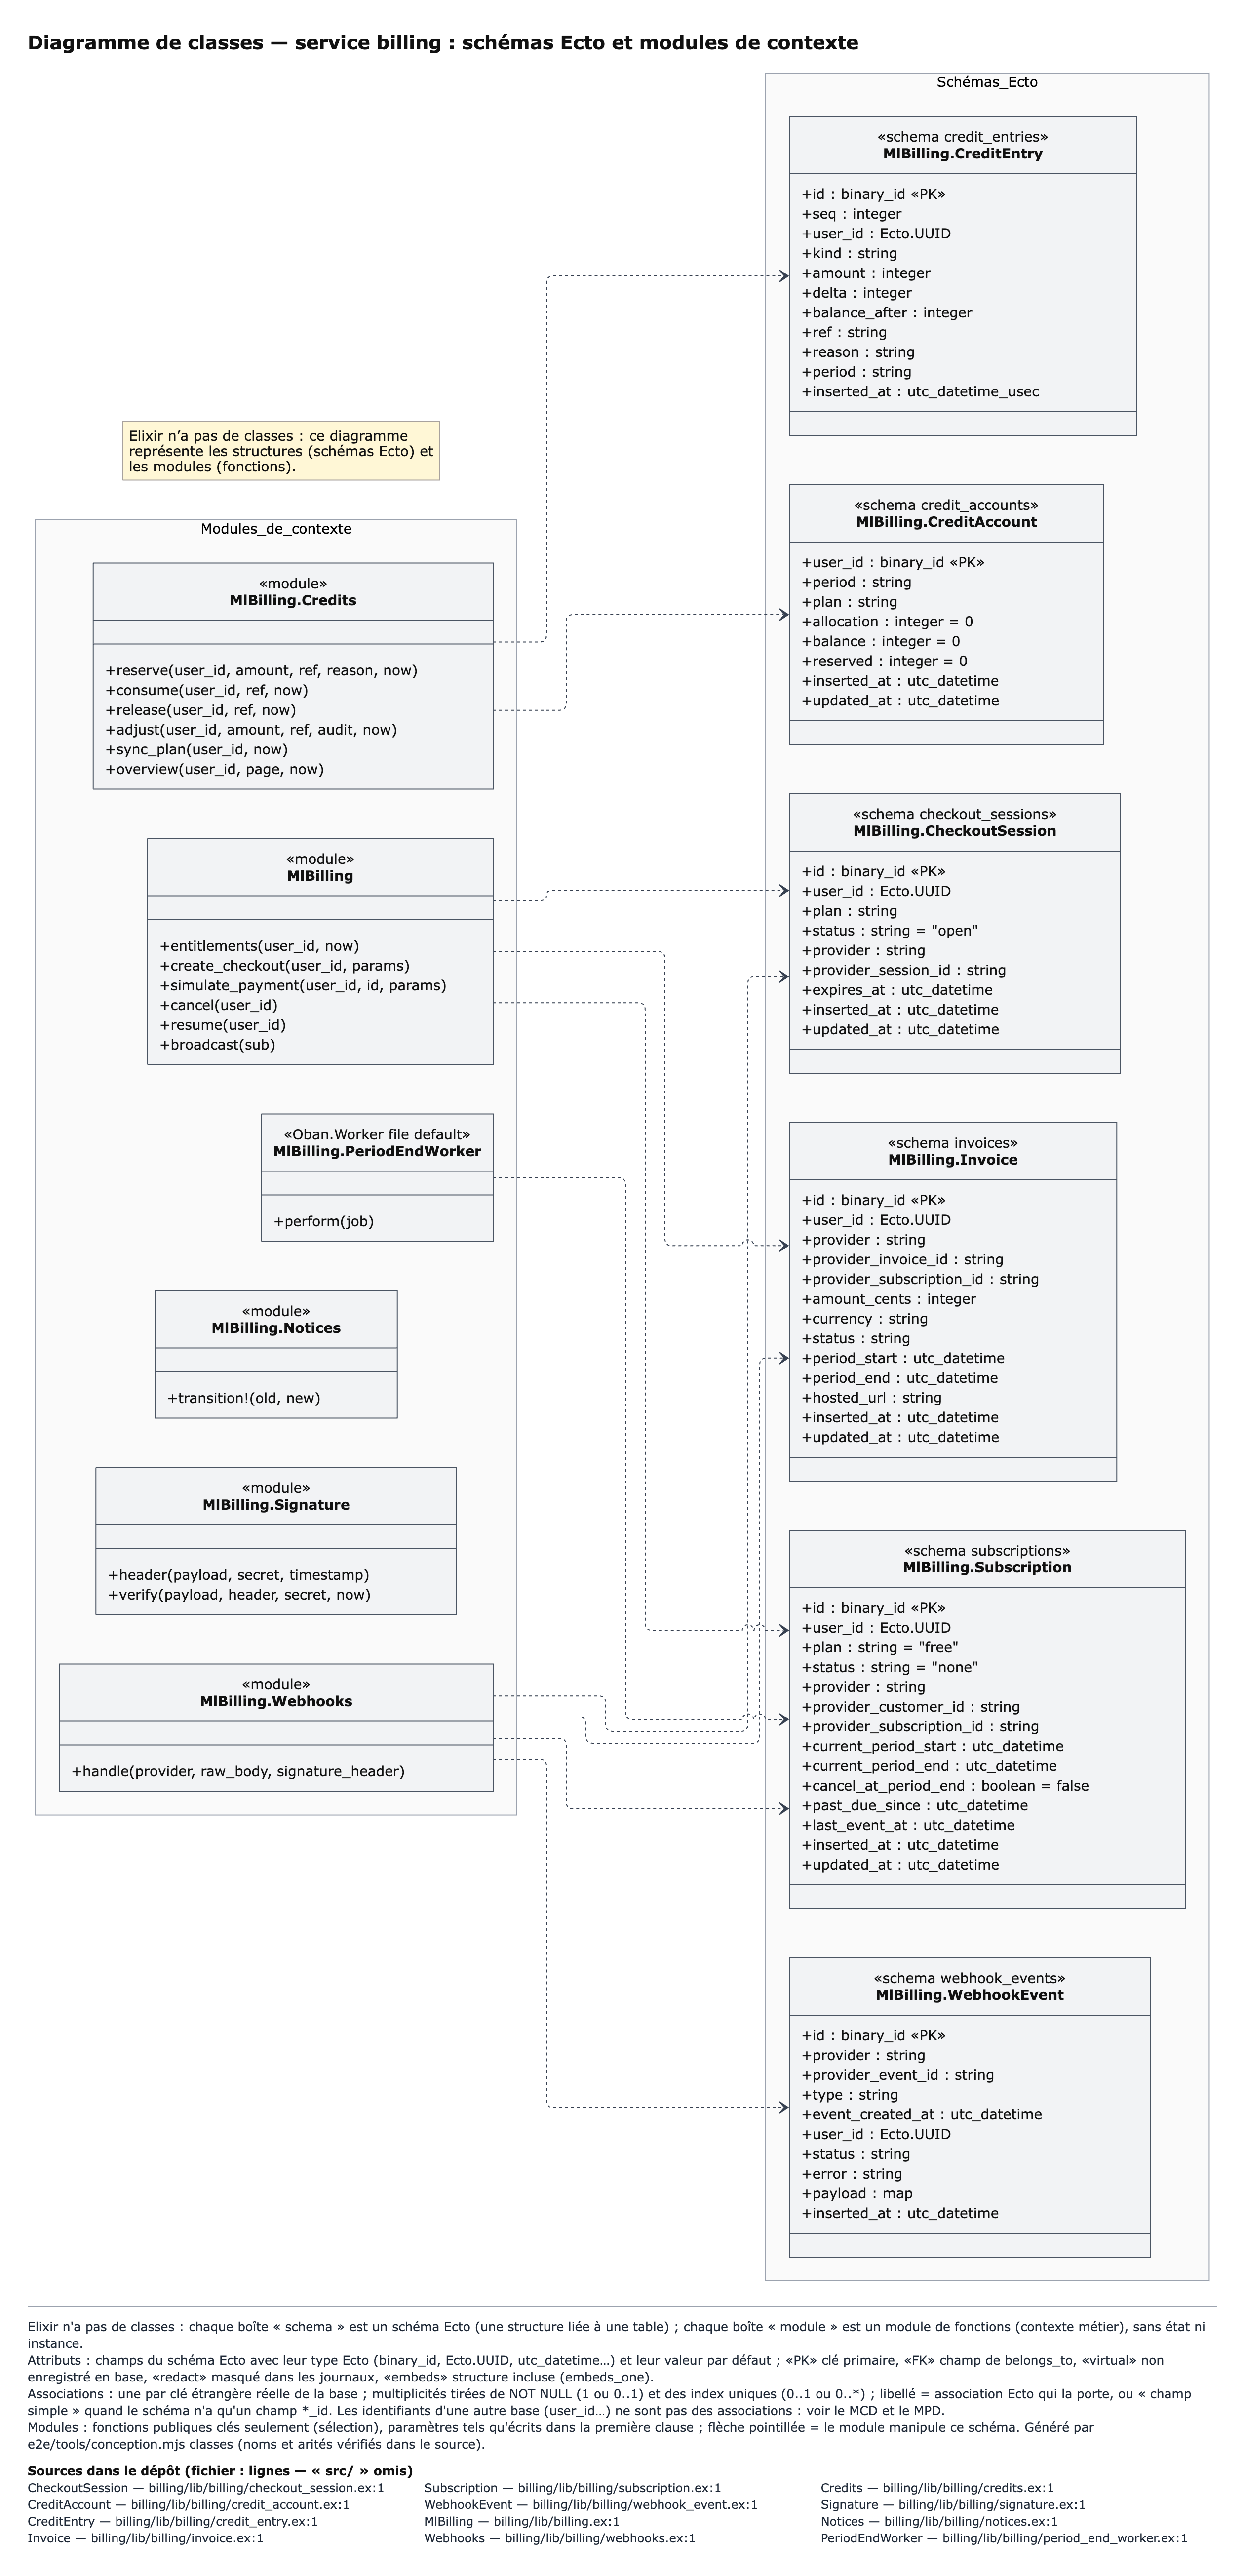 Diagramme de classes — service billing : schémas Ecto et modules de contexte
Schémas_Ecto
«schema credit_entries»
MlBilling.CreditEntry
+id : binary_id «PK»
+seq : integer
+user_id : Ecto.UUID
+kind : string
+amount : integer
+delta : integer
+balance_after : integer
+ref : string
+reason : string
+period : string
+inserted_at : utc_datetime_usec
Elixir n’a pas de classes : ce diagramme
représente les structures (schémas Ecto) et
les modules (fonctions).
«schema credit_accounts»
MlBilling.CreditAccount
+user_id : binary_id «PK»
+period : string
+plan : string
+allocation : integer = 0
+balance : integer = 0
+reserved : integer = 0
+inserted_at : utc_datetime
+updated_at : utc_datetime
Modules_de_contexte
«module»
MlBilling.Credits
+reserve(user_id, amount, ref, reason, now)
+consume(user_id, ref, now)
+release(user_id, ref, now)
+adjust(user_id, amount, ref, audit, now)
+sync_plan(user_id, now)
+overview(user_id, page, now)
«schema checkout_sessions»
MlBilling.CheckoutSession
+id : binary_id «PK»
+user_id : Ecto.UUID
+plan : string
+status : string = "open"
+provider : string
+provider_session_id : string
+expires_at : utc_datetime
+inserted_at : utc_datetime
+updated_at : utc_datetime
«module»
MlBilling
+entitlements(user_id, now)
+create_checkout(user_id, params)
+simulate_payment(user_id, id, params)
+cancel(user_id)
+resume(user_id)
+broadcast(sub)
«Oban.Worker file default»
MlBilling.PeriodEndWorker
+perform(job)
«schema invoices»
MlBilling.Invoice
+id : binary_id «PK»
+user_id : Ecto.UUID
+provider : string
+provider_invoice_id : string
+provider_subscription_id : string
+amount_cents : integer
+currency : string
+status : string
+period_start : utc_datetime
+period_end : utc_datetime
+hosted_url : string
+inserted_at : utc_datetime
+updated_at : utc_datetime
«module»
MlBilling.Notices
+transition!(old, new)
«module»
MlBilling.Signature
+header(payload, secret, timestamp)
+verify(payload, header, secret, now)
«schema subscriptions»
MlBilling.Subscription
+id : binary_id «PK»
+user_id : Ecto.UUID
+plan : string = "free"
+status : string = "none"
+provider : string
+provider_customer_id : string
+provider_subscription_id : string
+current_period_start : utc_datetime
+current_period_end : utc_datetime
+cancel_at_period_end : boolean = false
+past_due_since : utc_datetime
+last_event_at : utc_datetime
+inserted_at : utc_datetime
+updated_at : utc_datetime
«module»
MlBilling.Webhooks
+handle(provider, raw_body, signature_header)
«schema webhook_events»
MlBilling.WebhookEvent
+id : binary_id «PK»
+provider : string
+provider_event_id : string
+type : string
+event_created_at : utc_datetime
+user_id : Ecto.UUID
+status : string
+error : string
+payload : map
+inserted_at : utc_datetime
Elixir n'a pas de classes : chaque boîte « schema » est un schéma Ecto (une structure liée à une table) ; chaque boîte « module » est un module de fonctions (contexte métier), sans état ni
instance.
Attributs : champs du schéma Ecto avec leur type Ecto (binary_id, Ecto.UUID, utc_datetime…) et leur valeur par défaut ; «PK» clé primaire, «FK» champ de belongs_to, «virtual» non
enregistré en base, «redact» masqué dans les journaux, «embeds» structure incluse (embeds_one).
Associations : une par clé étrangère réelle de la base ; multiplicités tirées de NOT NULL (1 ou 0..1) et des index uniques (0..1 ou 0..*) ; libellé = association Ecto qui la porte, ou « champ
simple » quand le schéma n'a qu'un champ *_id. Les identifiants d'une autre base (user_id…) ne sont pas des associations : voir le MCD et le MPD.
Modules : fonctions publiques clés seulement (sélection), paramètres tels qu'écrits dans la première clause ; flèche pointillée = le module manipule ce schéma. Généré par
e2e/tools/conception.mjs classes (noms et arités vérifiés dans le source).
Sources dans le dépôt (fichier : lignes — « src/ » omis)
CheckoutSession — billing/lib/billing/checkout_session.ex:1
CreditAccount — billing/lib/billing/credit_account.ex:1
CreditEntry — billing/lib/billing/credit_entry.ex:1
Invoice — billing/lib/billing/invoice.ex:1
Subscription — billing/lib/billing/subscription.ex:1
WebhookEvent — billing/lib/billing/webhook_event.ex:1
MlBilling — billing/lib/billing.ex:1
Webhooks — billing/lib/billing/webhooks.ex:1
Credits — billing/lib/billing/credits.ex:1
Signature — billing/lib/billing/signature.ex:1
Notices — billing/lib/billing/notices.ex:1
PeriodEndWorker — billing/lib/billing/period_end_worker.ex:1